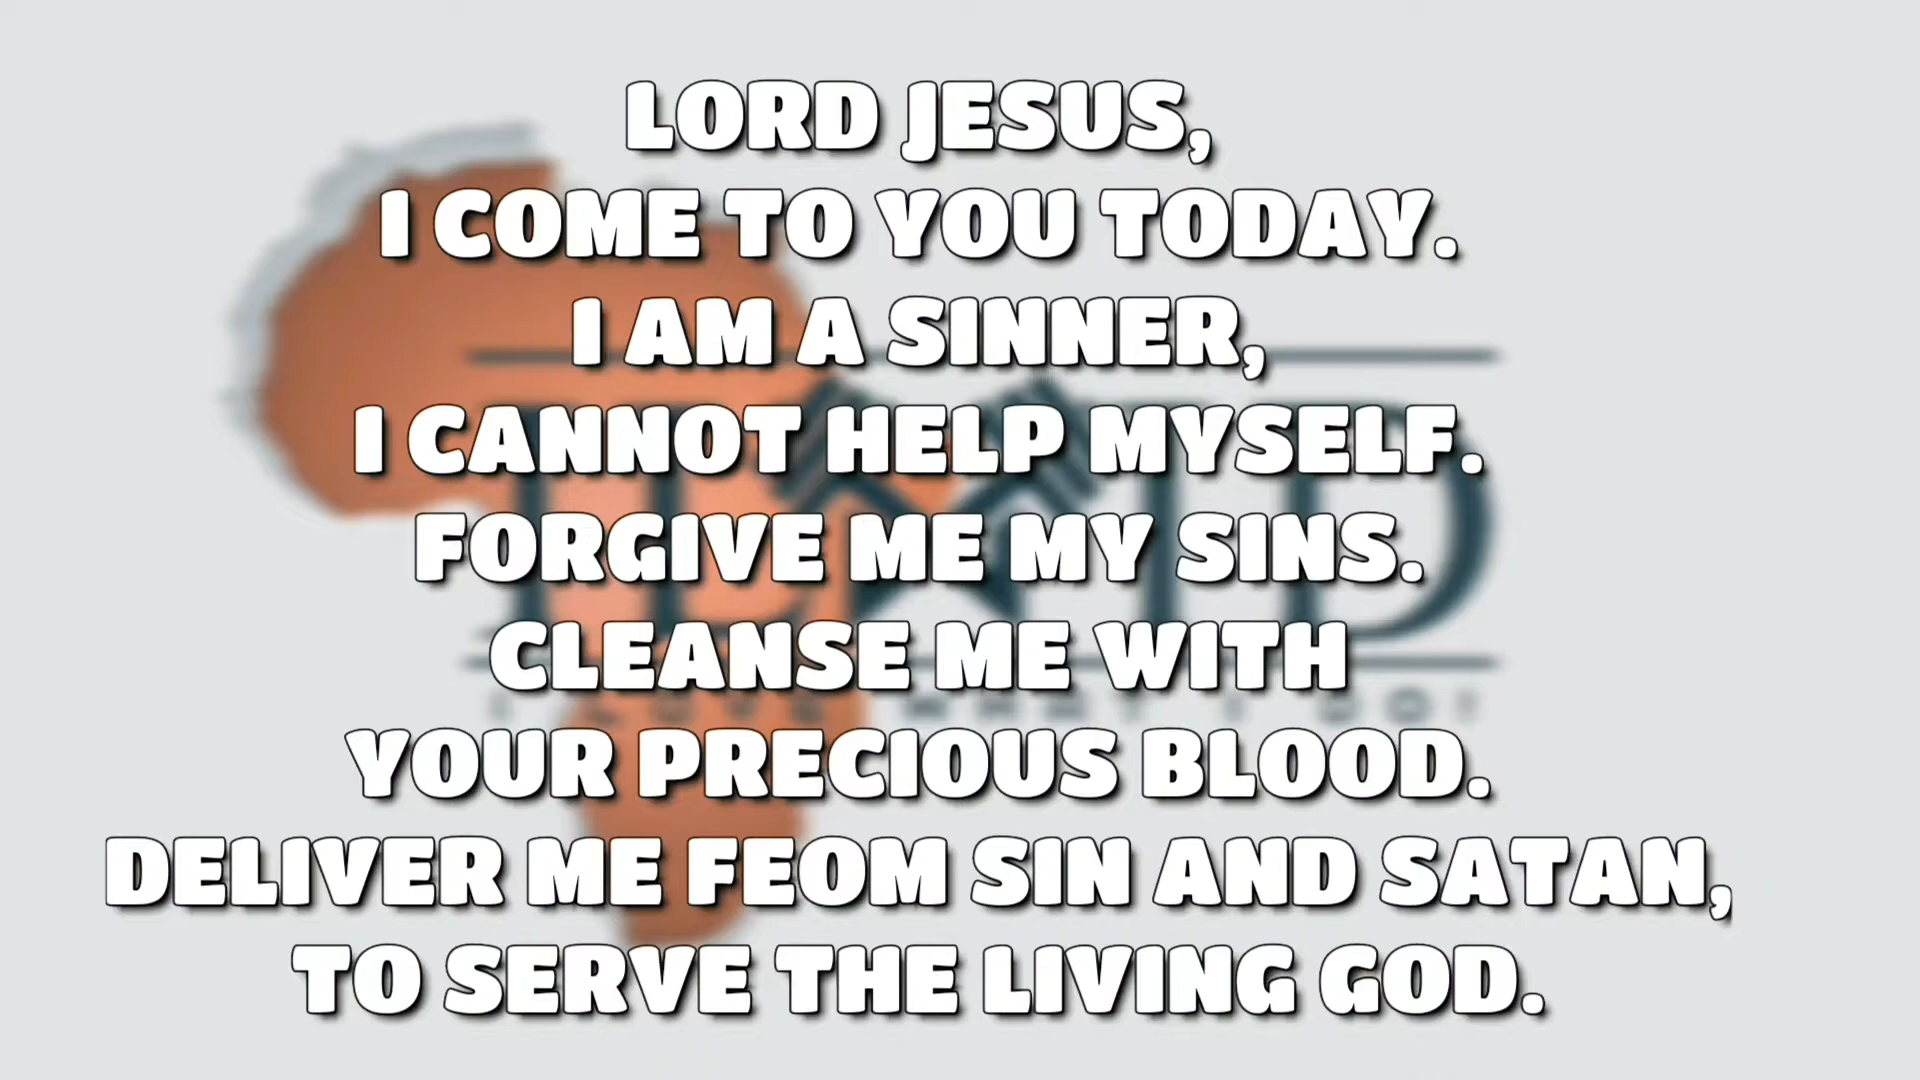 LORD JESUS,
I COME TO YOU TODAY.
I AM A SINNER,
I CANNOT HELP MYSELF.
FORGIVE ME MY SINS.
CLEANSE ME WITH
YOUR PRECIOUS BLOOD.
DELIVER ME FEOM SIN AND SATAN,
TO SERVE THE LIVING GOD.